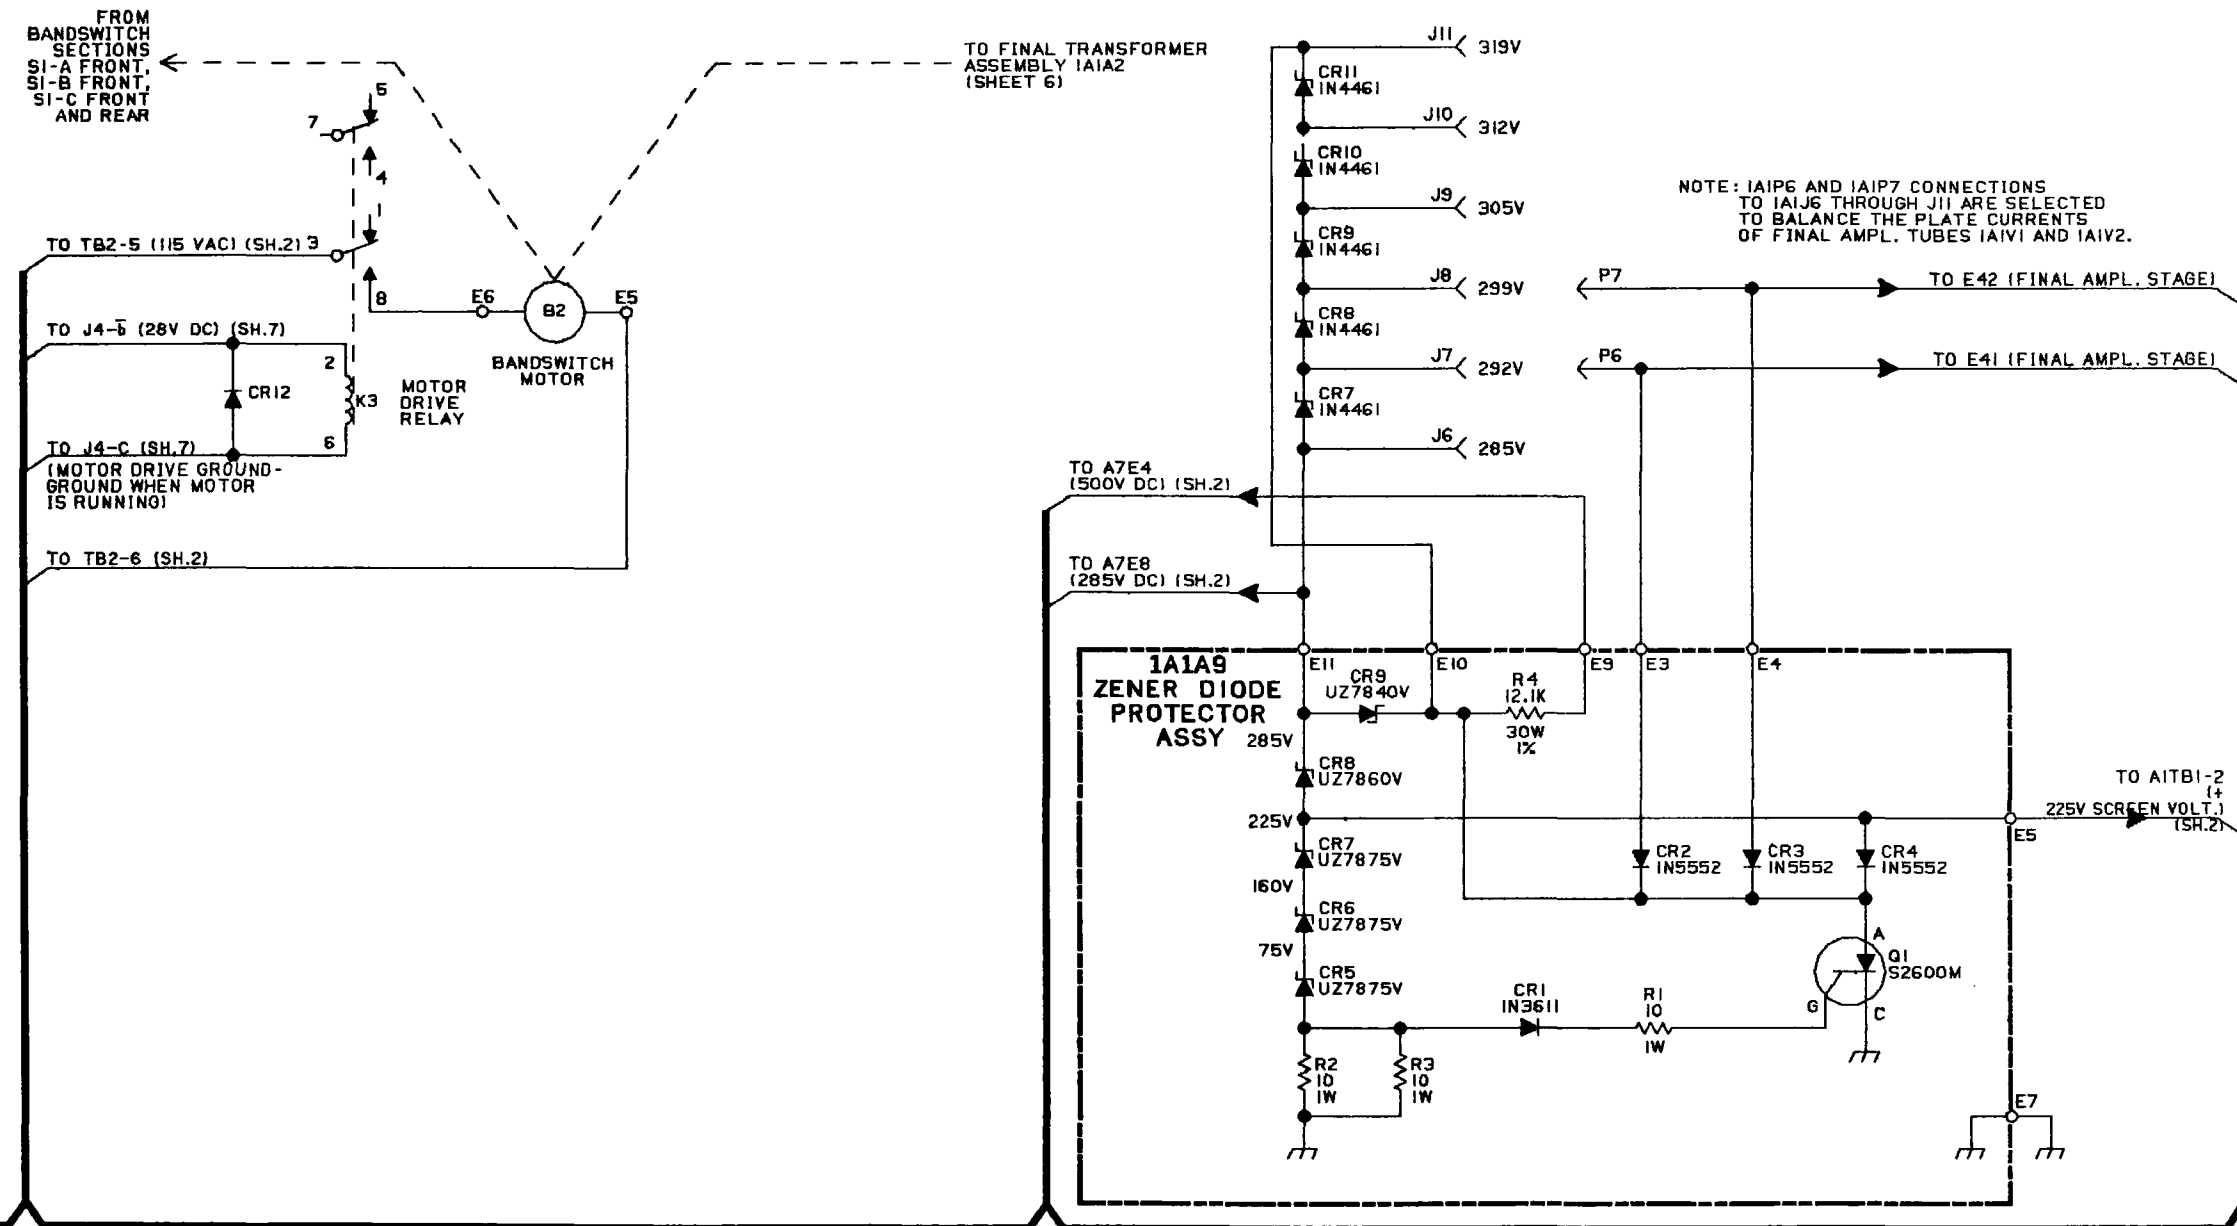 FROM
BANDSWITCH
SECTIONS
S1-A FRONT,
S1-B FRONT,
S1-C FRONT
AND REAR
5
7
4
1
TO TB2-5 (115 VAC) (SH.2) 3
8
E6
B2
E5
BANDSWITCH
MOTOR
TO J4-b (28V DC) (SH.7)
2
CR12
K3
MOTOR
DRIVE
RELAY
6
TO J4-C (SH.7)
(MOTOR DRIVE GROUND-
GROUND WHEN MOTOR
IS RUNNING)
TO TB2-6 (SH.2)
TO FINAL TRANSFORMER
ASSEMBLY 1A1A2
(SHEET 6)
J11 319V
CR11
1N4461
J10 312V
CR10
1N4461
J9 305V
CR9
1N4461
J8 299V
CR8
1N4461
J7 292V
CR7
1N4461
J6 285V
NOTE: 1A1P6 AND 1A1P7 CONNECTIONS
TO 1A1J6 THROUGH J11 ARE SELECTED
TO BALANCE THE PLATE CURRENTS
OF FINAL AMPL. TUBES 1A1V1 AND 1A1V2.
P7
TO E42 (FINAL AMPL. STAGE)
P6
TO E41 (FINAL AMPL. STAGE)
TO A7E4
(500V DC) (SH.2)
TO A7E8
(285V DC) (SH.2)
E11
E10
E9
E3
E4
1A1A9
ZENER DIODE
PROTECTOR
ASSY
CR9
UZ7840V
R4
12.1K
30W
1%
285V
CR8
UZ7860V
225V
CR7
UZ7875V
160V
CR6
UZ7875V
75V
CR5
UZ7875V
CR2
1N5552
CR3
1N5552
CR4
1N5552
TO A1TB1-2
(+
225V SCREEN VOLT.)
(SH.2)
E5
A
Q1
S2600M
G
C
CR1
1N3611
R1
10
1W
R2
10
1W
R3
10
1W
E7